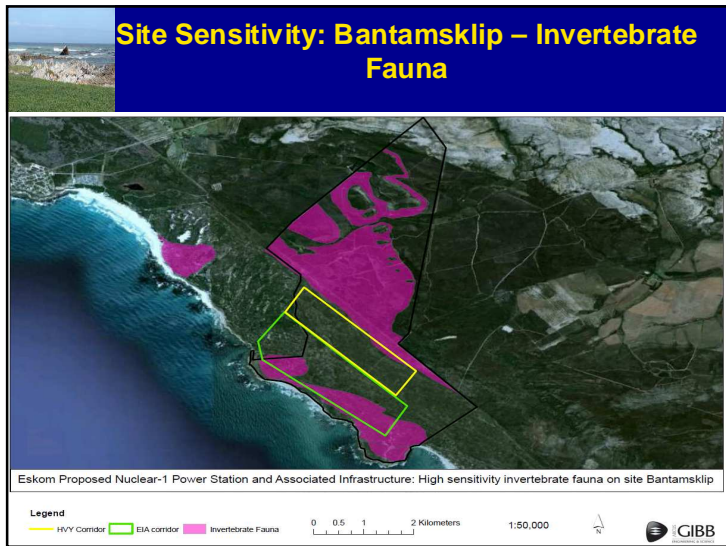 Site Sensitivity: Bantamsklip – Invertebrate
Fauna
Eskom Proposed Nuclear-1 Power Station and Associated Infrastructure: High sensitivity invertebrate fauna on site Bantamsklip
Legend
HVY Corridor EIA corridor Invertebrate Fauna
0 0.5 1 2 Kilometers
1:50,000
N
GIBB
ENGINEERING & SCIENCE